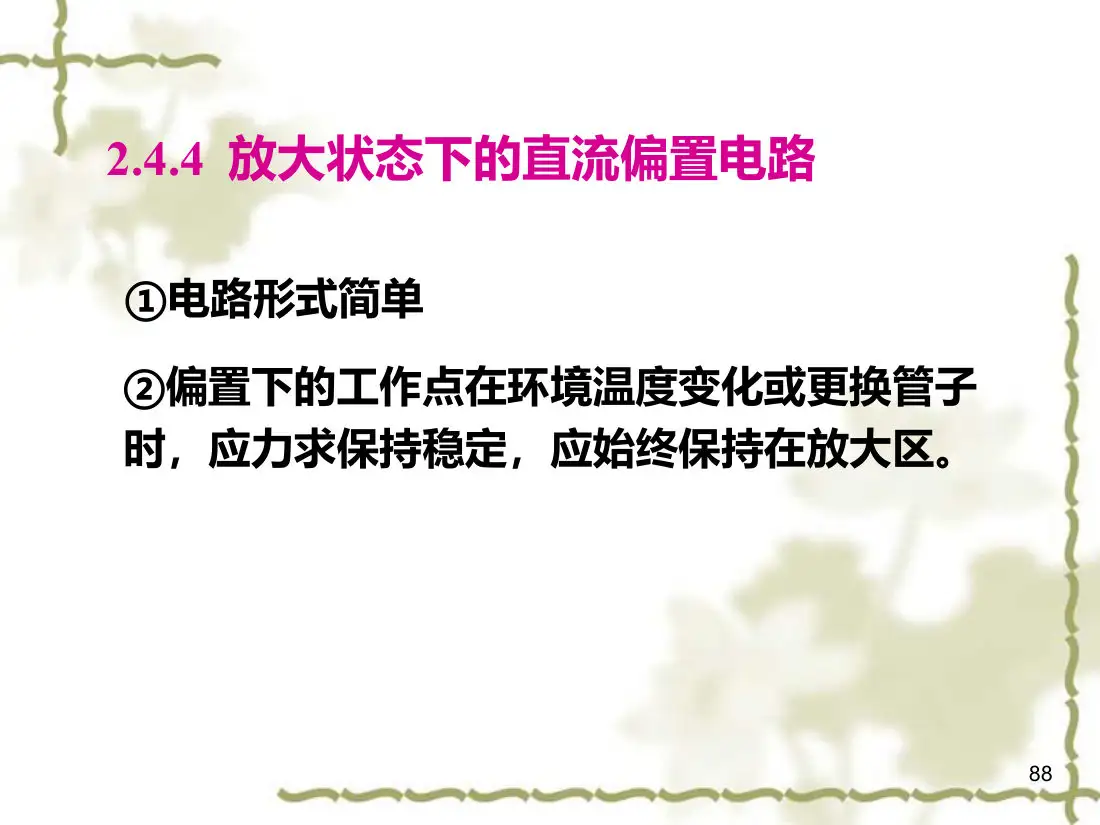 2.4.4 放大状态下的直流偏置电路
①电路形式简单
②偏置下的工作点在环境温度变化或更换管子
时，应力求保持稳定，应始终保持在放大区。
88